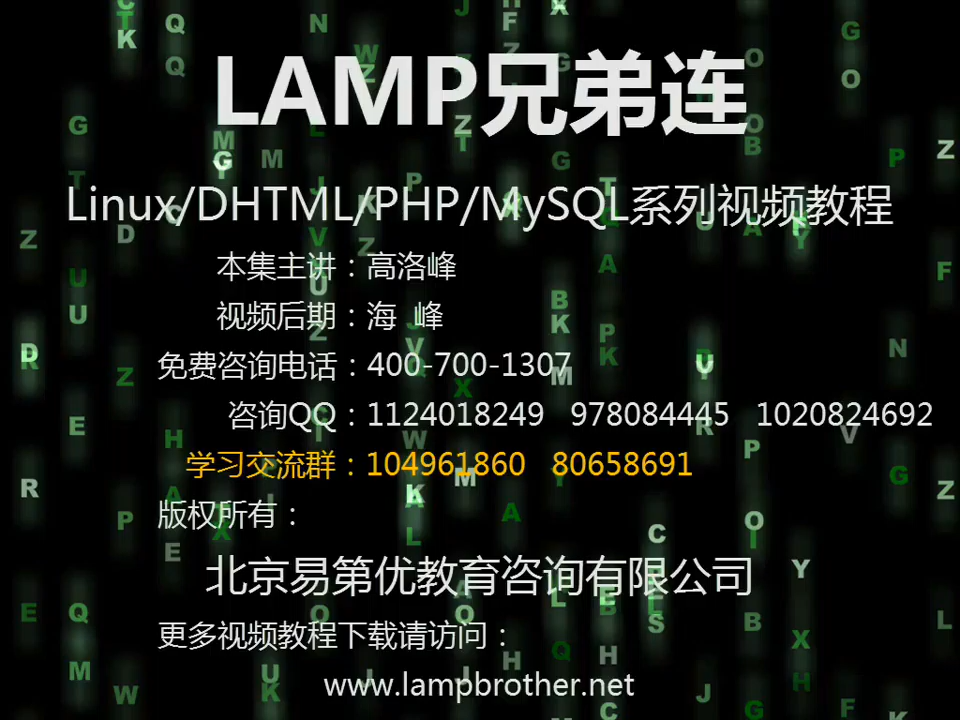 LAMP兄弟连
Linux/DHTML/PHP/MySQL系列视频教程
本集主讲：高洛峰
视频后期：海 峰
免费咨询电话：400-700-1307
咨询QQ：1124018249 978084445 1020824692
学习交流群：104961860 80658691
版权所有：
北京易第优教育咨询有限公司
更多视频教程下载请访问：
www.lampbrother.net